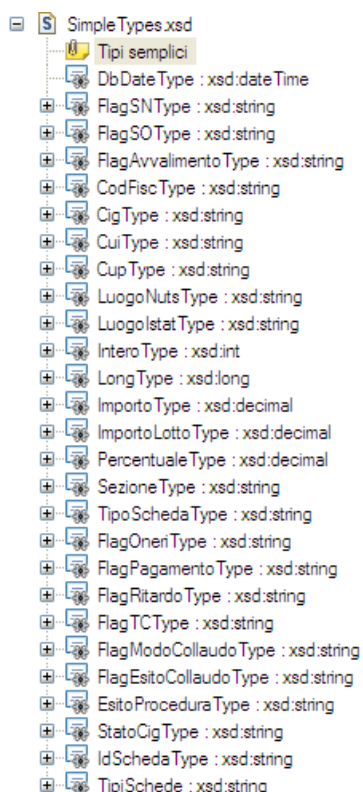 SimpleTypes.xsd
Tipi semplici
DbDateType : xsd:dateTime
FlagSNType : xsd:string
FlagSOType : xsd:string
FlagAvvalimentoType : xsd:string
CodFiscType : xsd:string
CigType : xsd:string
CuiType : xsd:string
CupType : xsd:string
LuogoNutsType : xsd:string
LuogoIstatType : xsd:string
InteroType : xsd:int
LongType : xsd:long
ImportoType : xsd:decimal
ImportoLottoType : xsd:decimal
PercentualeType : xsd:decimal
SezioneType : xsd:string
TipoSchedaType : xsd:string
FlagOneriType : xsd:string
FlagPagamentoType : xsd:string
FlagRitardoType : xsd:string
FlagTCType : xsd:string
FlagModoCollaudoType : xsd:string
FlagEsitoCollaudoType : xsd:string
EsitoProceduraType : xsd:string
StatoCigType : xsd:string
IdSchedaType : xsd:string
TipiSchede : xsd:string